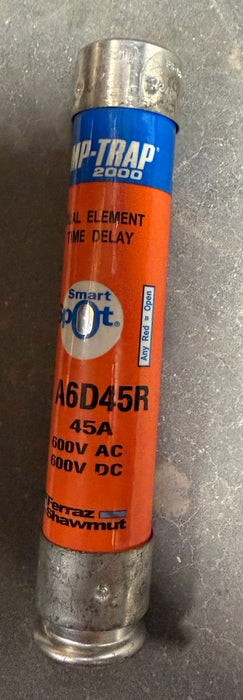 MP-TRAP®
2000
AL ELEMENT
TIME DELAY
Smart
Spot®
Any Red = Open
A6D45R
45A
600V AC
600V DC
Ferraz
Shawmut